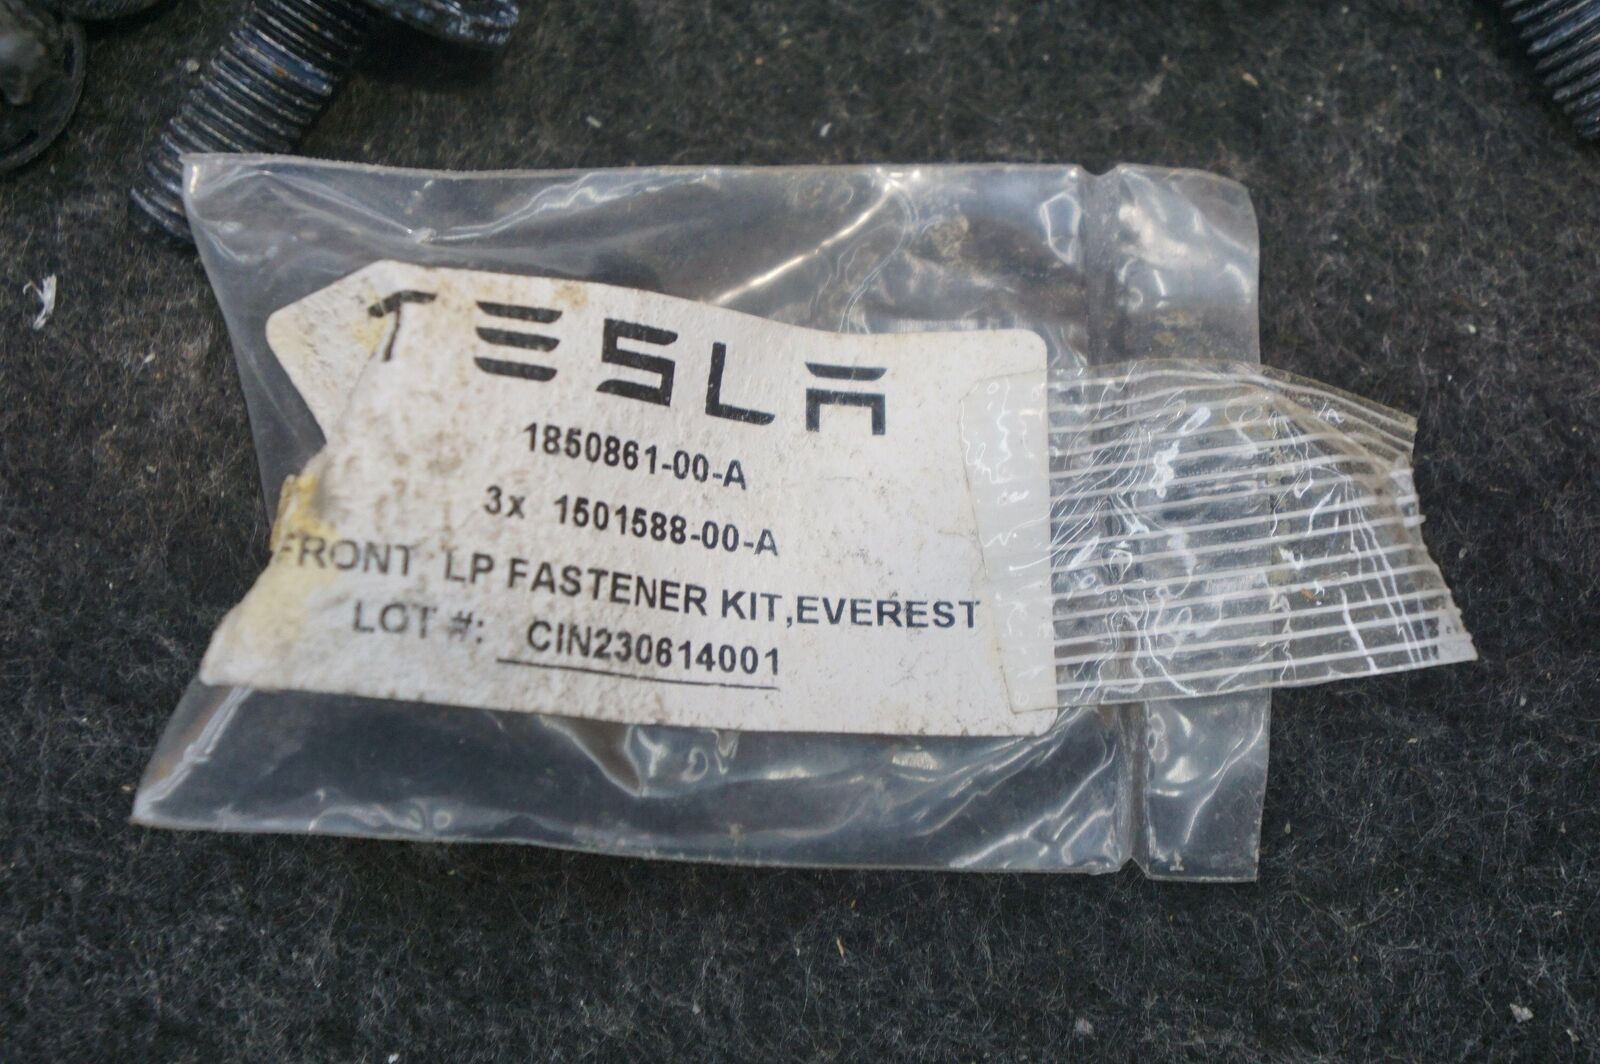 TESLA
1850861-00-A
3x 1501588-00-A
FRONT LP FASTENER KIT,EVEREST
LOT #: CIN230614001